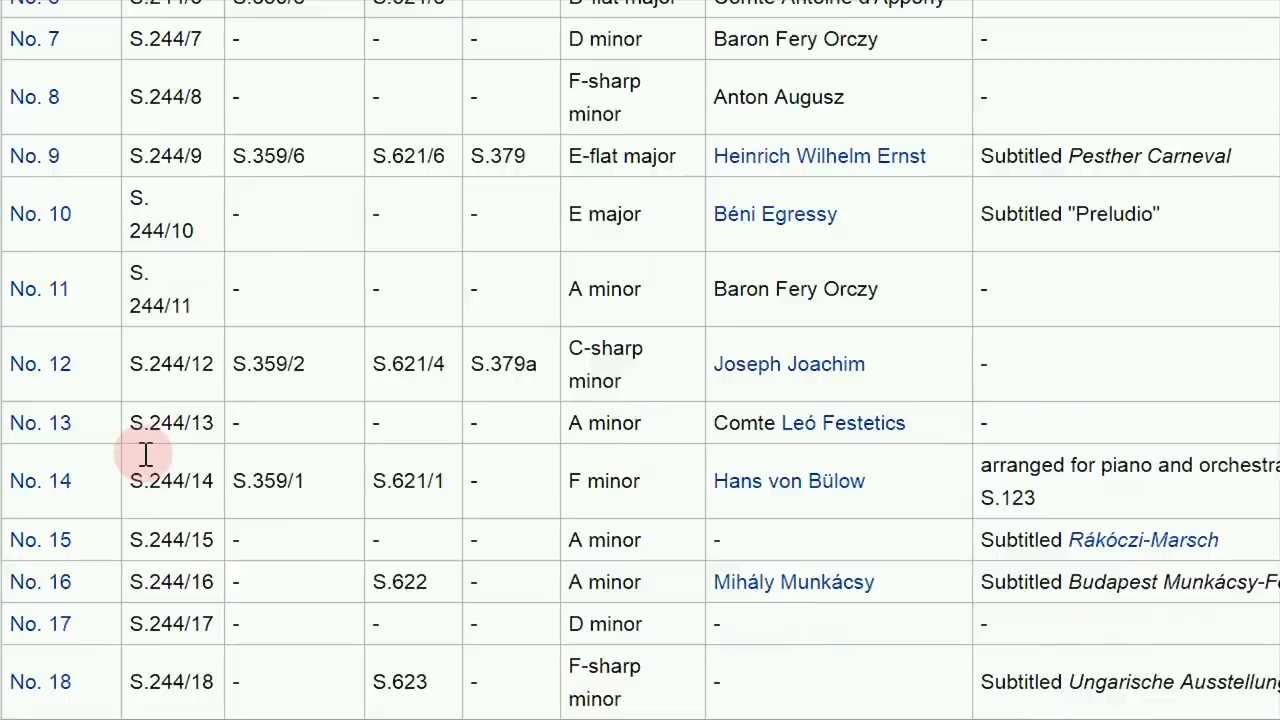 No. 7 S.244/7 - - - D minor Baron Fery Orczy -
No. 8 S.244/8 - - - F-sharp minor Anton Augusz -
No. 9 S.244/9 S.359/6 S.621/6 S.379 E-flat major Heinrich Wilhelm Ernst Subtitled Pesther Carneval
No. 10 S. 244/10 - - - E major Béni Egressy Subtitled "Preludio"
No. 11 S. 244/11 - - - A minor Baron Fery Orczy -
No. 12 S.244/12 S.359/2 S.621/4 S.379a C-sharp minor Joseph Joachim -
No. 13 S.244/13 - - - A minor Comte Leó Festetics -
No. 14 S.244/14 S.359/1 S.621/1 - F minor Hans von Bülow arranged for piano and orchestra S.123
No. 15 S.244/15 - - - A minor - Subtitled Rákóczi-Marsch
No. 16 S.244/16 - S.622 - A minor Mihály Munkácsy Subtitled Budapest Munkácsy-F
No. 17 S.244/17 - - - D minor - -
No. 18 S.244/18 - S.623 - F-sharp minor - Subtitled Ungarische Ausstellun